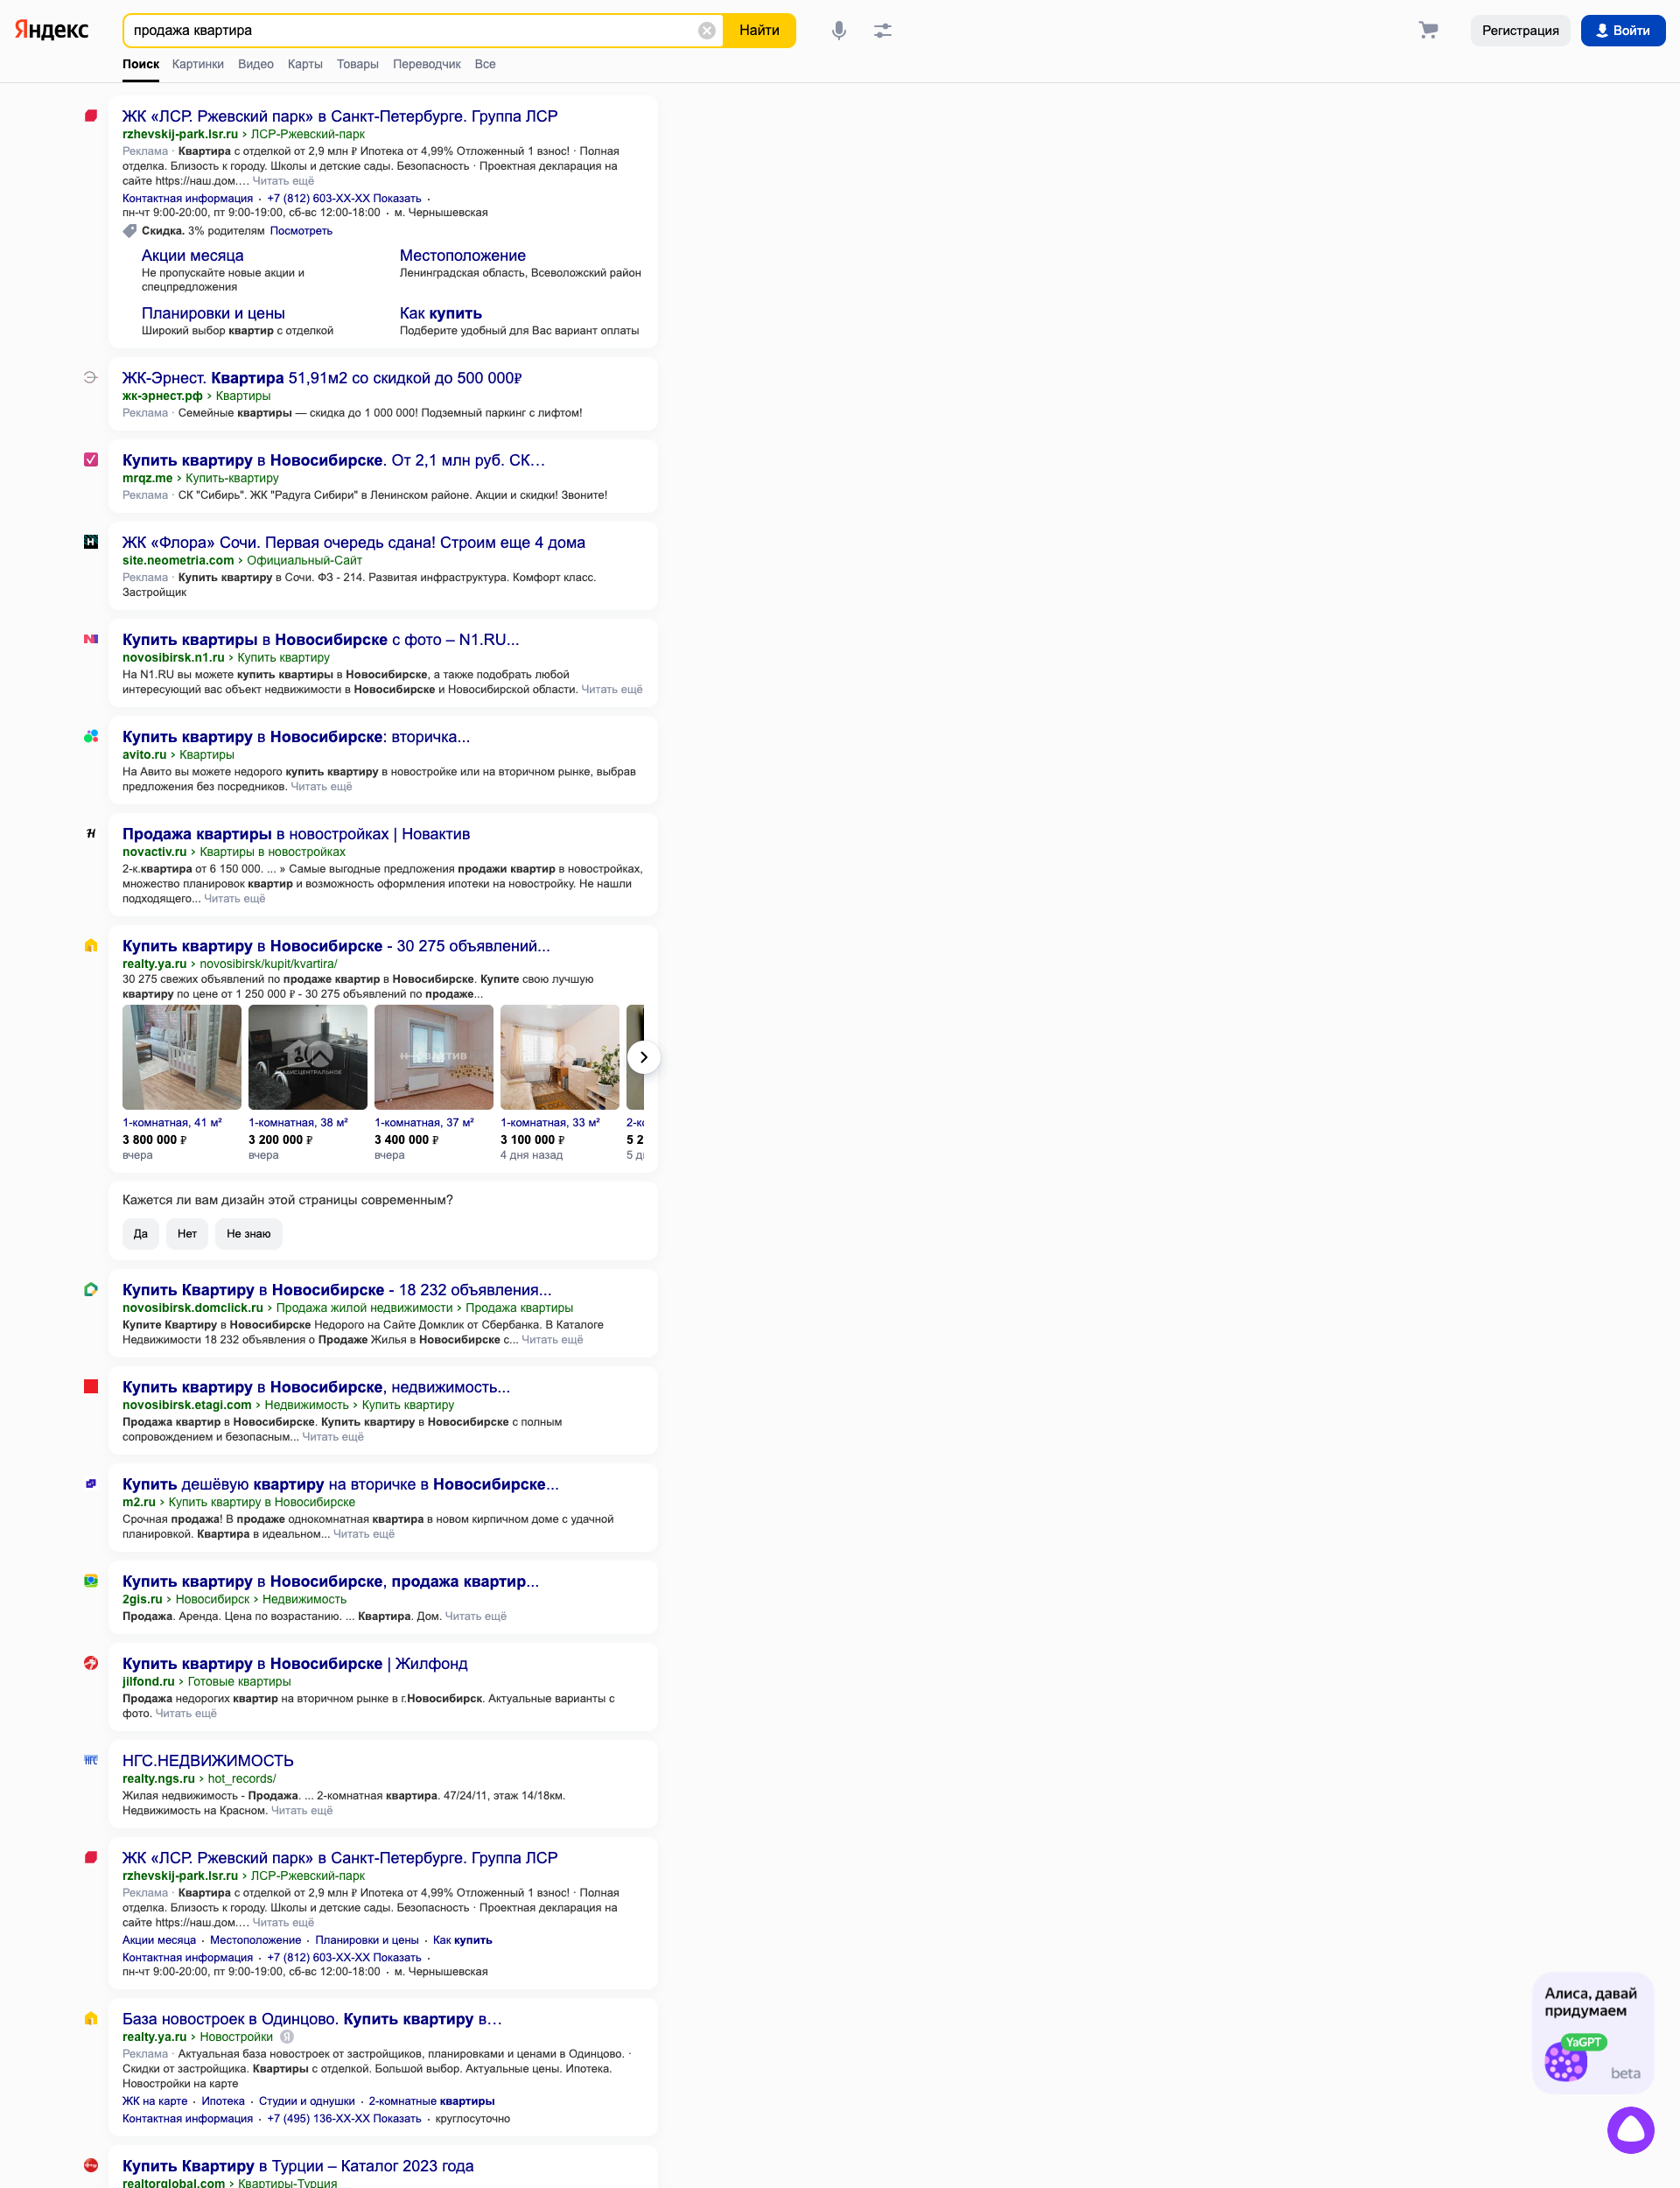 Яндекс
продажа квартира
Найти
Регистрация
Войти
Поиск Картинки Видео Карты Товары Переводчик Все
ЖК «ЛСР. Ржевский парк» в Санкт-Петербурге. Группа ЛСР
rzhevskij-park.lsr.ru › ЛСР-Ржевский-парк
Реклама · Квартира с отделкой от 2,9 млн ₽ Ипотека от 4,99% Отложенный 1 взнос! · Полная
отделка. Близость к городу. Школы и детские сады. Безопасность · Проектная декларация на
сайте https://наш.дом.… Читать ещё
Контактная информация · +7 (812) 603-XX-XX Показать ·
пн-чт 9:00-20:00, пт 9:00-19:00, сб-вс 12:00-18:00 · м. Чернышевская
Скидка. 3% родителям Посмотреть
Акции месяца
Не пропускайте новые акции и
спецпредложения
Местоположение
Ленинградская область, Всеволожский район
Планировки и цены
Широкий выбор квартир с отделкой
Как купить
Подберите удобный для Вас вариант оплаты
ЖК-Эрнест. Квартира 51,91м2 со скидкой до 500 000₽
жк-эрнест.рф › Квартиры
Реклама · Семейные квартиры — скидка до 1 000 000! Подземный паркинг с лифтом!
Купить квартиру в Новосибирске. От 2,1 млн руб. СК…
mrqz.me › Купить-квартиру
Реклама · СК "Сибирь". ЖК "Радуга Сибири" в Ленинском районе. Акции и скидки! Звоните!
ЖК «Флора» Сочи. Первая очередь сдана! Строим еще 4 дома
site.neometria.com › Официальный-Сайт
Реклама · Купить квартиру в Сочи. ФЗ - 214. Развитая инфраструктура. Комфорт класс.
Застройщик
Купить квартиры в Новосибирске с фото – N1.RU...
novosibirsk.n1.ru › Купить квартиру
На N1.RU вы можете купить квартиры в Новосибирске, а также подобрать любой
интересующий вас объект недвижимости в Новосибирске и Новосибирской области. Читать ещё
Купить квартиру в Новосибирске: вторичка...
avito.ru › Квартиры
На Авито вы можете недорого купить квартиру в новостройке или на вторичном рынке, выбрав
предложения без посредников. Читать ещё
Продажа квартиры в новостройках | Новактив
novactiv.ru › Квартиры в новостройках
2-к.квартира от 6 150 000. ... » Самые выгодные предложения продажи квартир в новостройках,
множество планировок квартир и возможность оформления ипотеки на новостройку. Не нашли
подходящего... Читать ещё
Купить квартиру в Новосибирске - 30 275 объявлений...
realty.ya.ru › novosibirsk/kupit/kvartira/
30 275 свежих объявлений по продаже квартир в Новосибирске. Купите свою лучшую
квартиру по цене от 1 250 000 ₽ - 30 275 объявлений по продаже...
1-комнатная, 41 м²
3 800 000 ₽
вчера
1-комнатная, 38 м²
3 200 000 ₽
вчера
1-комнатная, 37 м²
3 400 000 ₽
вчера
1-комнатная, 33 м²
3 100 000 ₽
4 дня назад
Кажется ли вам дизайн этой страницы современным?
Да Нет Не знаю
Купить Квартиру в Новосибирске - 18 232 объявления...
novosibirsk.domclick.ru › Продажа жилой недвижимости › Продажа квартиры
Купите Квартиру в Новосибирске Недорого на Сайте Домклик от Сбербанка. В Каталоге
Недвижимости 18 232 объявления о Продаже Жилья в Новосибирске с... Читать ещё
Купить квартиру в Новосибирске, недвижимость...
novosibirsk.etagi.com › Недвижимость › Купить квартиру
Продажа квартир в Новосибирске. Купить квартиру в Новосибирске с полным
сопровождением и безопасным... Читать ещё
Купить дешёвую квартиру на вторичке в Новосибирске...
m2.ru › Купить квартиру в Новосибирске
Срочная продажа! В продаже однокомнатная квартира в новом кирпичном доме с удачной
планировкой. Квартира в идеальном... Читать ещё
Купить квартиру в Новосибирске, продажа квартир...
2gis.ru › Новосибирск › Недвижимость
Продажа. Аренда. Цена по возрастанию. ... Квартира. Дом. Читать ещё
Купить квартиру в Новосибирске | Жилфонд
jilfond.ru › Готовые квартиры
Продажа недорогих квартир на вторичном рынке в г.Новосибирск. Актуальные варианты с
фото. Читать ещё
НГС.НЕДВИЖИМОСТЬ
realty.ngs.ru › hot_records/
Жилая недвижимость - Продажа. ... 2-комнатная квартира. 47/24/11, этаж 14/18км.
Недвижимость на Красном. Читать ещё
ЖК «ЛСР. Ржевский парк» в Санкт-Петербурге. Группа ЛСР
rzhevskij-park.lsr.ru › ЛСР-Ржевский-парк
Реклама · Квартира с отделкой от 2,9 млн ₽ Ипотека от 4,99% Отложенный 1 взнос! · Полная
отделка. Близость к городу. Школы и детские сады. Безопасность · Проектная декларация на
сайте https://наш.дом.… Читать ещё
Акции месяца · Местоположение · Планировки и цены · Как купить
Контактная информация · +7 (812) 603-XX-XX Показать ·
пн-чт 9:00-20:00, пт 9:00-19:00, сб-вс 12:00-18:00 · м. Чернышевская
База новостроек в Одинцово. Купить квартиру в…
realty.ya.ru › Новостройки
Реклама · Актуальная база новостроек от застройщиков, планировками и ценами в Одинцово. ·
Скидки от застройщика. Квартиры с отделкой. Большой выбор. Актуальные цены. Ипотека.
Новостройки на карте
ЖК на карте · Ипотека · Студии и однушки · 2-комнатные квартиры
Контактная информация · +7 (495) 136-XX-XX Показать · круглосуточно
Купить Квартиру в Турции – Каталог 2023 года
realtorglobal.com › Квартиры-Турция
Алиса, давай
придумаем
YaGPT
beta